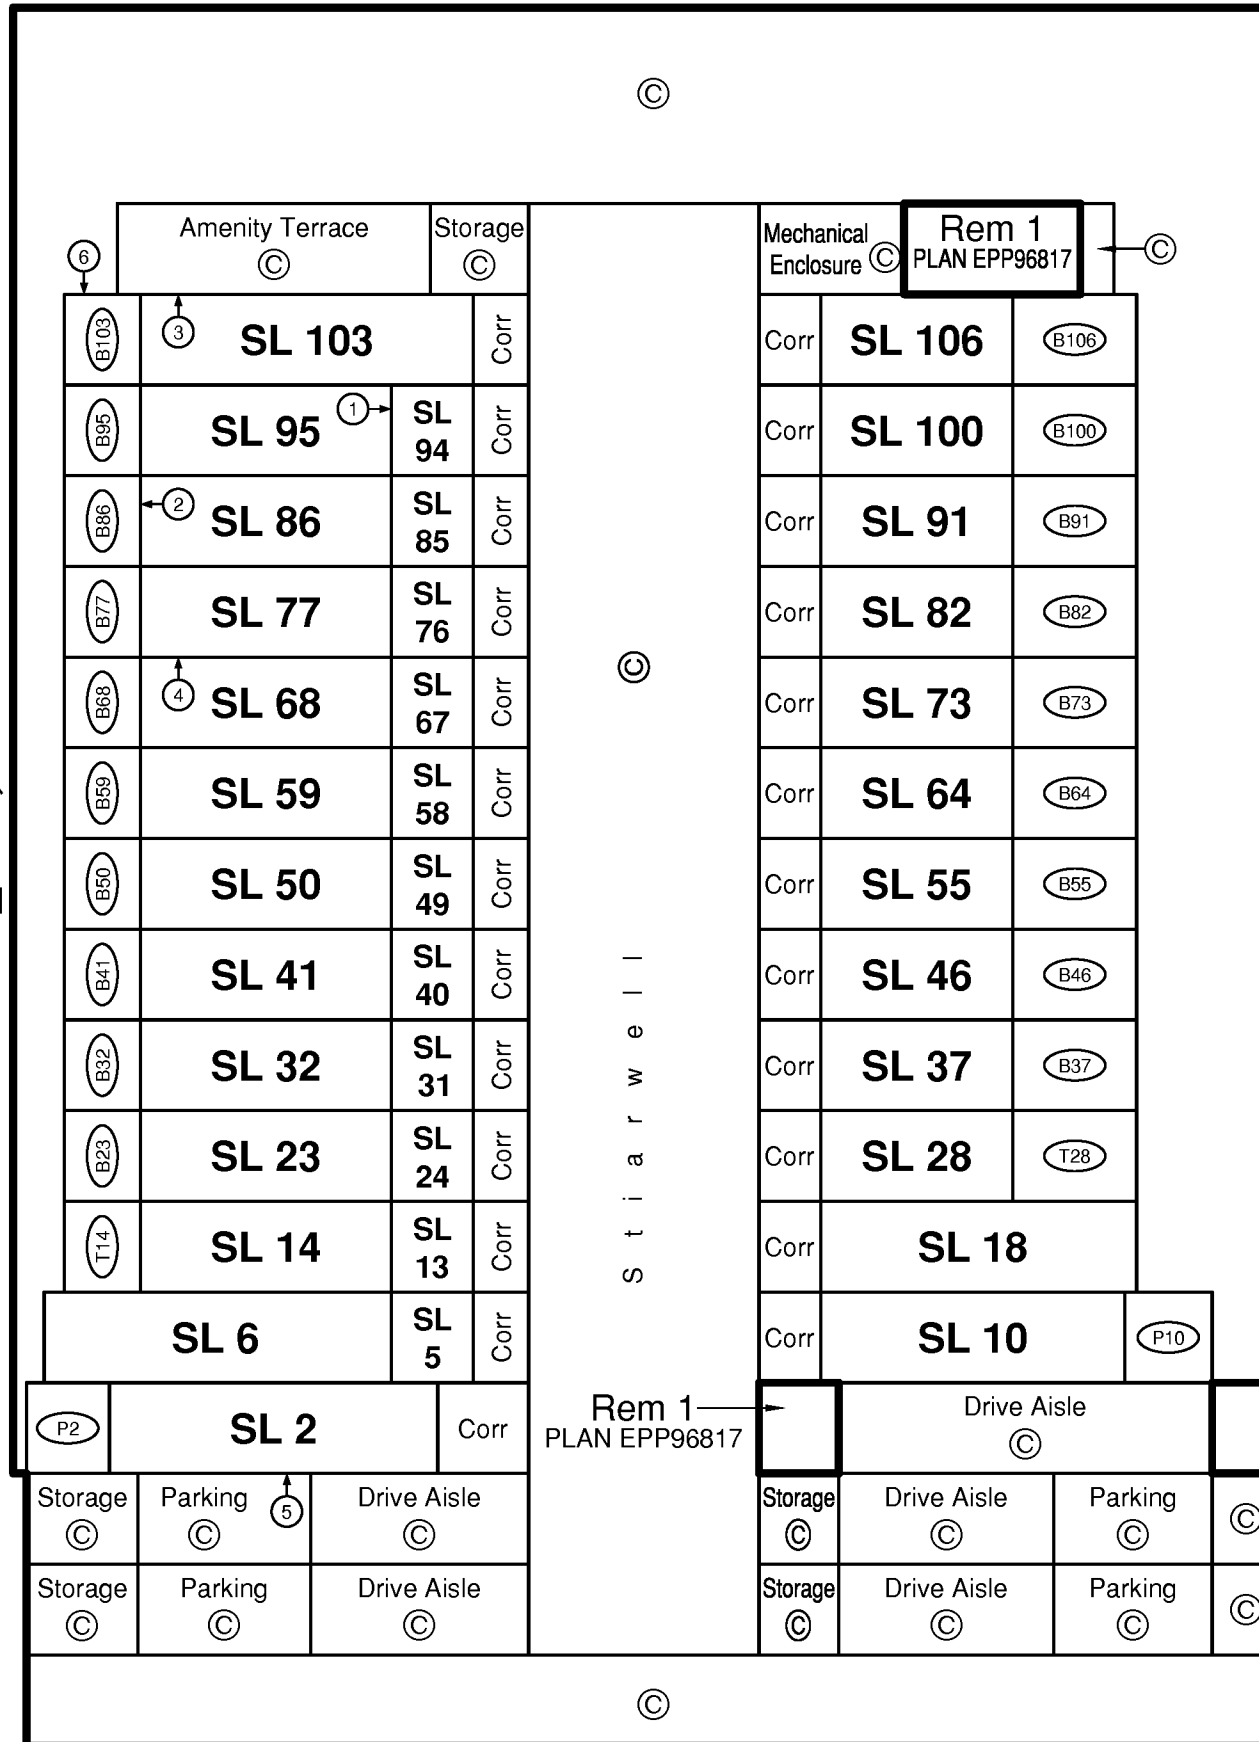 ©
Amenity Terrace
©
Storage
©
Mechanical
Enclosure ©
Rem 1
PLAN EPP96817
©
6
B103
3
SL 103
Corr
Corr
SL 106
B106
B95
SL 95
1
SL
94
Corr
Corr
SL 100
B100
B86
2
SL 86
SL
85
Corr
Corr
SL 91
B91
B77
SL 77
SL
76
Corr
Corr
SL 82
B82
B68
4
SL 68
SL
67
Corr
©
Corr
SL 73
B73
B59
SL 59
SL
58
Corr
Corr
SL 64
B64
B50
SL 50
SL
49
Corr
Corr
SL 55
B55
B41
SL 41
SL
40
Corr
Corr
SL 46
B46
B32
SL 32
SL
31
Corr
Stiarwell
Corr
SL 37
B37
B23
SL 23
SL
24
Corr
Corr
SL 28
T28
T14
SL 14
SL
13
Corr
Corr
SL 18
SL 6
SL
5
Corr
Corr
SL 10
P10
P2
SL 2
Corr
Rem 1
PLAN EPP96817
Drive Aisle
©
Storage
©
Parking
©
5
Drive Aisle
©
Storage
©
Drive Aisle
©
Parking
©
©
Storage
©
Parking
©
Drive Aisle
©
Storage
©
Drive Aisle
©
Parking
©
©
©